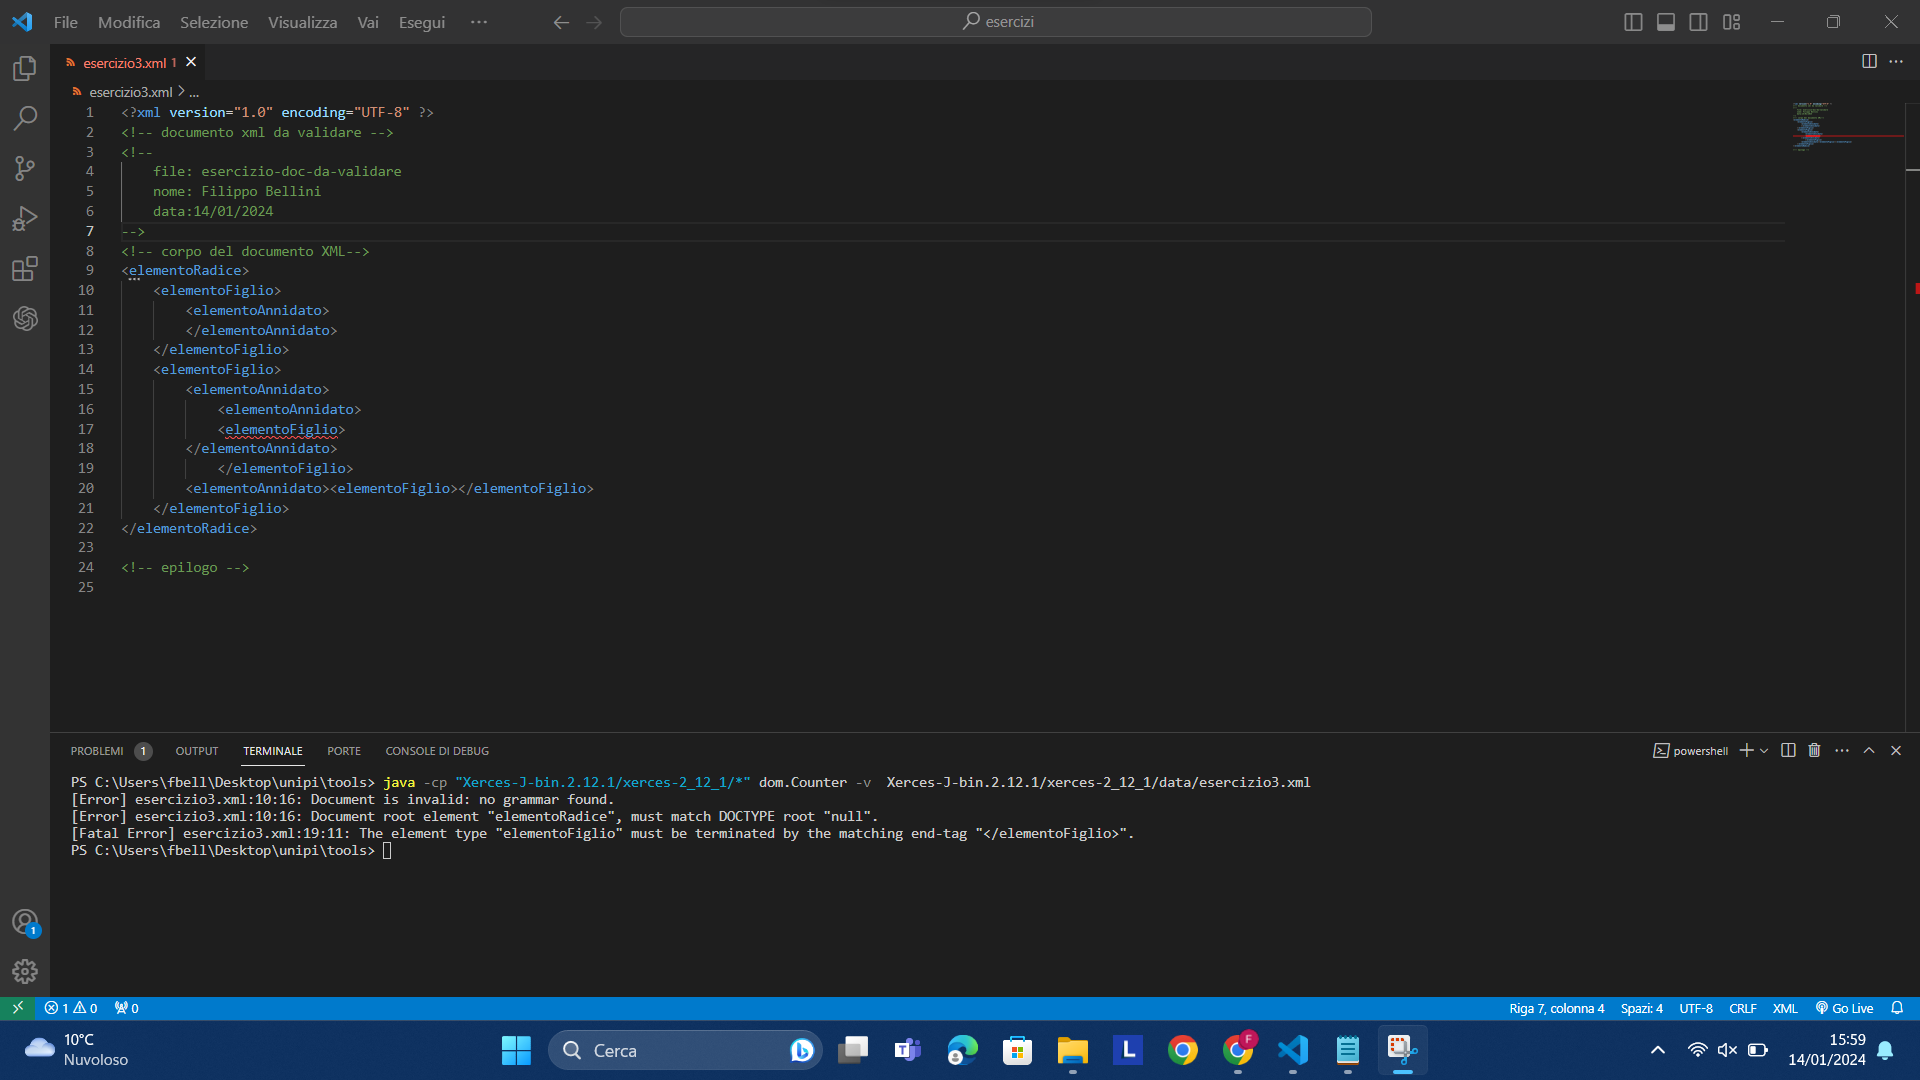 File Modifica Selezione Visualizza Vai Esegui ··· esercizi
esercizio3.xml 1
esercizio3.xml > ...
1 <?xml version="1.0" encoding="UTF-8" ?>
2 <!-- documento xml da validare -->
3 <!--
4 file: esercizio-doc-da-validare
5 nome: Filippo Bellini
6 data:14/01/2024
7 -->
8 <!-- corpo del documento XML-->
9 <elementoRadice>
10 <elementoFiglio>
11 <elementoAnnidato>
12 </elementoAnnidato>
13 </elementoFiglio>
14 <elementoFiglio>
15 <elementoAnnidato>
16 <elementoAnnidato>
17 <elementoFiglio>
18 </elementoAnnidato>
19 </elementoFiglio>
20 <elementoAnnidato><elementoFiglio></elementoFiglio>
21 </elementoFiglio>
22 </elementoRadice>
23
24 <!-- epilogo -->
25
PROBLEMI 1 OUTPUT TERMINALE PORTE CONSOLE DI DEBUG powershell
PS C:\Users\fbell\Desktop\unipi\tools> java -cp "Xerces-J-bin.2.12.1/xerces-2_12_1/*" dom.Counter -v Xerces-J-bin.2.12.1/xerces-2_12_1/data/esercizio3.xml
[Error] esercizio3.xml:10:16: Document is invalid: no grammar found.
[Error] esercizio3.xml:10:16: Document root element "elementoRadice", must match DOCTYPE root "null".
[Fatal Error] esercizio3.xml:19:11: The element type "elementoFiglio" must be terminated by the matching end-tag "</elementoFiglio>".
PS C:\Users\fbell\Desktop\unipi\tools>
1
1 0 0 Riga 7, colonna 4 Spazi: 4 UTF-8 CRLF XML Go Live
10°C
Nuvoloso
Cerca
T
L
F
15:59
14/01/2024